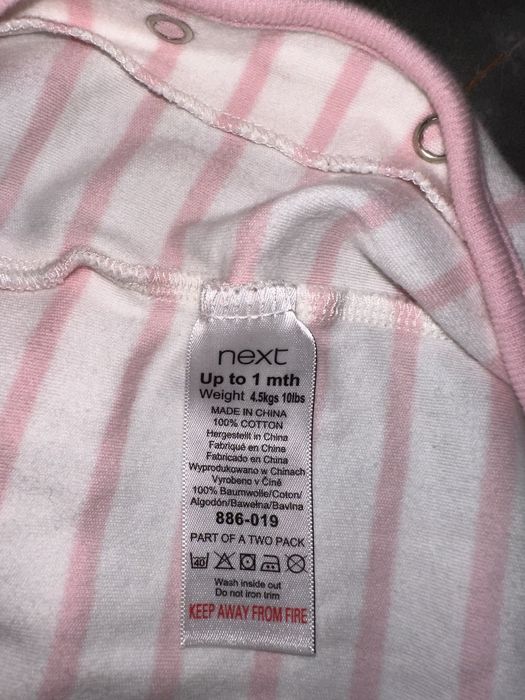 next
Up to 1 mth
Weight 4.5kgs 10lbs
MADE IN CHINA
100% COTTON
Hergestellt in China
Fabriqué en Chine
Fabricado en China
Wyprodukowano w Chinach
Vyrobeno v Číně
100% Baumwolle/Coton/
Algodón/Bawełna/Bavlna
886-019
PART OF A TWO PACK
40
Wash inside out
Do not iron trim
KEEP AWAY FROM FIRE